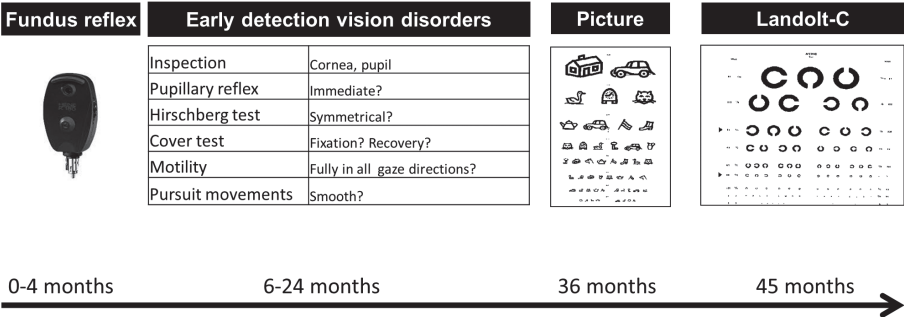 Fundus reflex
Early detection vision disorders
Picture
Landolt-C
Inspection Cornea, pupil
Pupillary reflex Immediate?
Hirschberg test Symmetrical?
Cover test Fixation? Recovery?
Motility Fully in all gaze directions?
Pursuit movements Smooth?
0-4 months
6-24 months
36 months
45 months